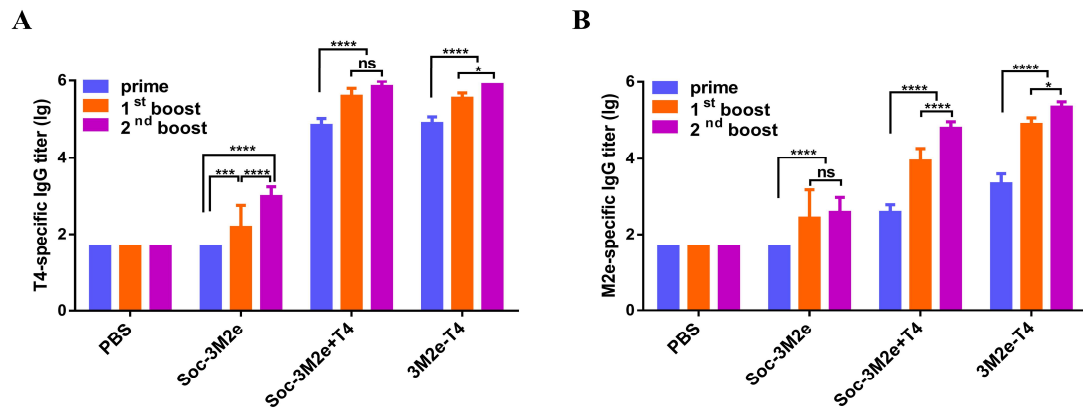 A
T4-specific IgG titer (lg)
6
4
2
0
prime
1st boost
2nd boost
****
***
****
****
ns
****
*
PBS
Soc-3M2e
Soc-3M2e+T4
3M2e-T4
B
M2e-specific IgG titer (lg)
6
4
2
0
prime
1st boost
2nd boost
****
ns
****
****
****
*
PBS
Soc-3M2e
Soc-3M2e+T4
3M2e-T4